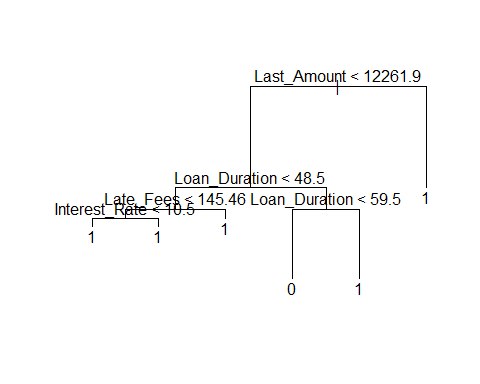 Last_Amount < 12261.9
Loan_Duration < 48.5
1
Late_Fees < 145.46
Loan_Duration < 59.5
Interest_Rate < 10.5
1
1
1
0
1